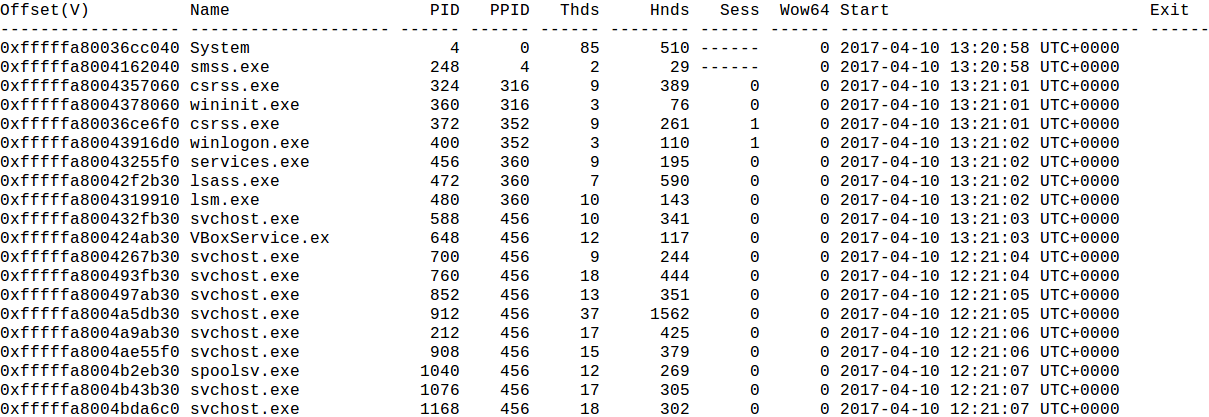 Offset(V)          Name                    PID   PPID   Thds     Hnds   Sess  Wow64 Start                          Exit
------------------ -------------------- ------ ------ ------ -------- ------ ------ ------------------------------ ------
0xfffffa80036cc040 System                    4      0     85      510 ------      0 2017-04-10 13:20:58 UTC+0000
0xfffffa8004162040 smss.exe                248      4      2       29 ------      0 2017-04-10 13:20:58 UTC+0000
0xfffffa8004357060 csrss.exe               324    316      9      389      0      0 2017-04-10 13:21:01 UTC+0000
0xfffffa8004378060 wininit.exe             360    316      3       76      0      0 2017-04-10 13:21:01 UTC+0000
0xfffffa80036ce6f0 csrss.exe               372    352      9      261      1      0 2017-04-10 13:21:01 UTC+0000
0xfffffa80043916d0 winlogon.exe            400    352      3      110      1      0 2017-04-10 13:21:02 UTC+0000
0xfffffa80043255f0 services.exe            456    360      9      195      0      0 2017-04-10 13:21:02 UTC+0000
0xfffffa80042f2b30 lsass.exe               472    360      7      590      0      0 2017-04-10 13:21:02 UTC+0000
0xfffffa8004319910 lsm.exe                 480    360     10      143      0      0 2017-04-10 13:21:02 UTC+0000
0xfffffa800432fb30 svchost.exe             588    456     10      341      0      0 2017-04-10 13:21:03 UTC+0000
0xfffffa800424ab30 VBoxService.ex          648    456     12      117      0      0 2017-04-10 13:21:03 UTC+0000
0xfffffa8004267b30 svchost.exe             700    456      9      244      0      0 2017-04-10 12:21:04 UTC+0000
0xfffffa800493fb30 svchost.exe             760    456     18      444      0      0 2017-04-10 12:21:04 UTC+0000
0xfffffa800497ab30 svchost.exe             852    456     13      351      0      0 2017-04-10 12:21:05 UTC+0000
0xfffffa8004a5db30 svchost.exe             912    456     37     1562      0      0 2017-04-10 12:21:05 UTC+0000
0xfffffa8004a9ab30 svchost.exe             212    456     17      425      0      0 2017-04-10 12:21:06 UTC+0000
0xfffffa8004ae55f0 svchost.exe             908    456     15      379      0      0 2017-04-10 12:21:06 UTC+0000
0xfffffa8004b2eb30 spoolsv.exe            1040    456     12      269      0      0 2017-04-10 12:21:07 UTC+0000
0xfffffa8004b43b30 svchost.exe            1076    456     17      305      0      0 2017-04-10 12:21:07 UTC+0000
0xfffffa8004bda6c0 svchost.exe            1168    456     18      302      0      0 2017-04-10 12:21:07 UTC+0000